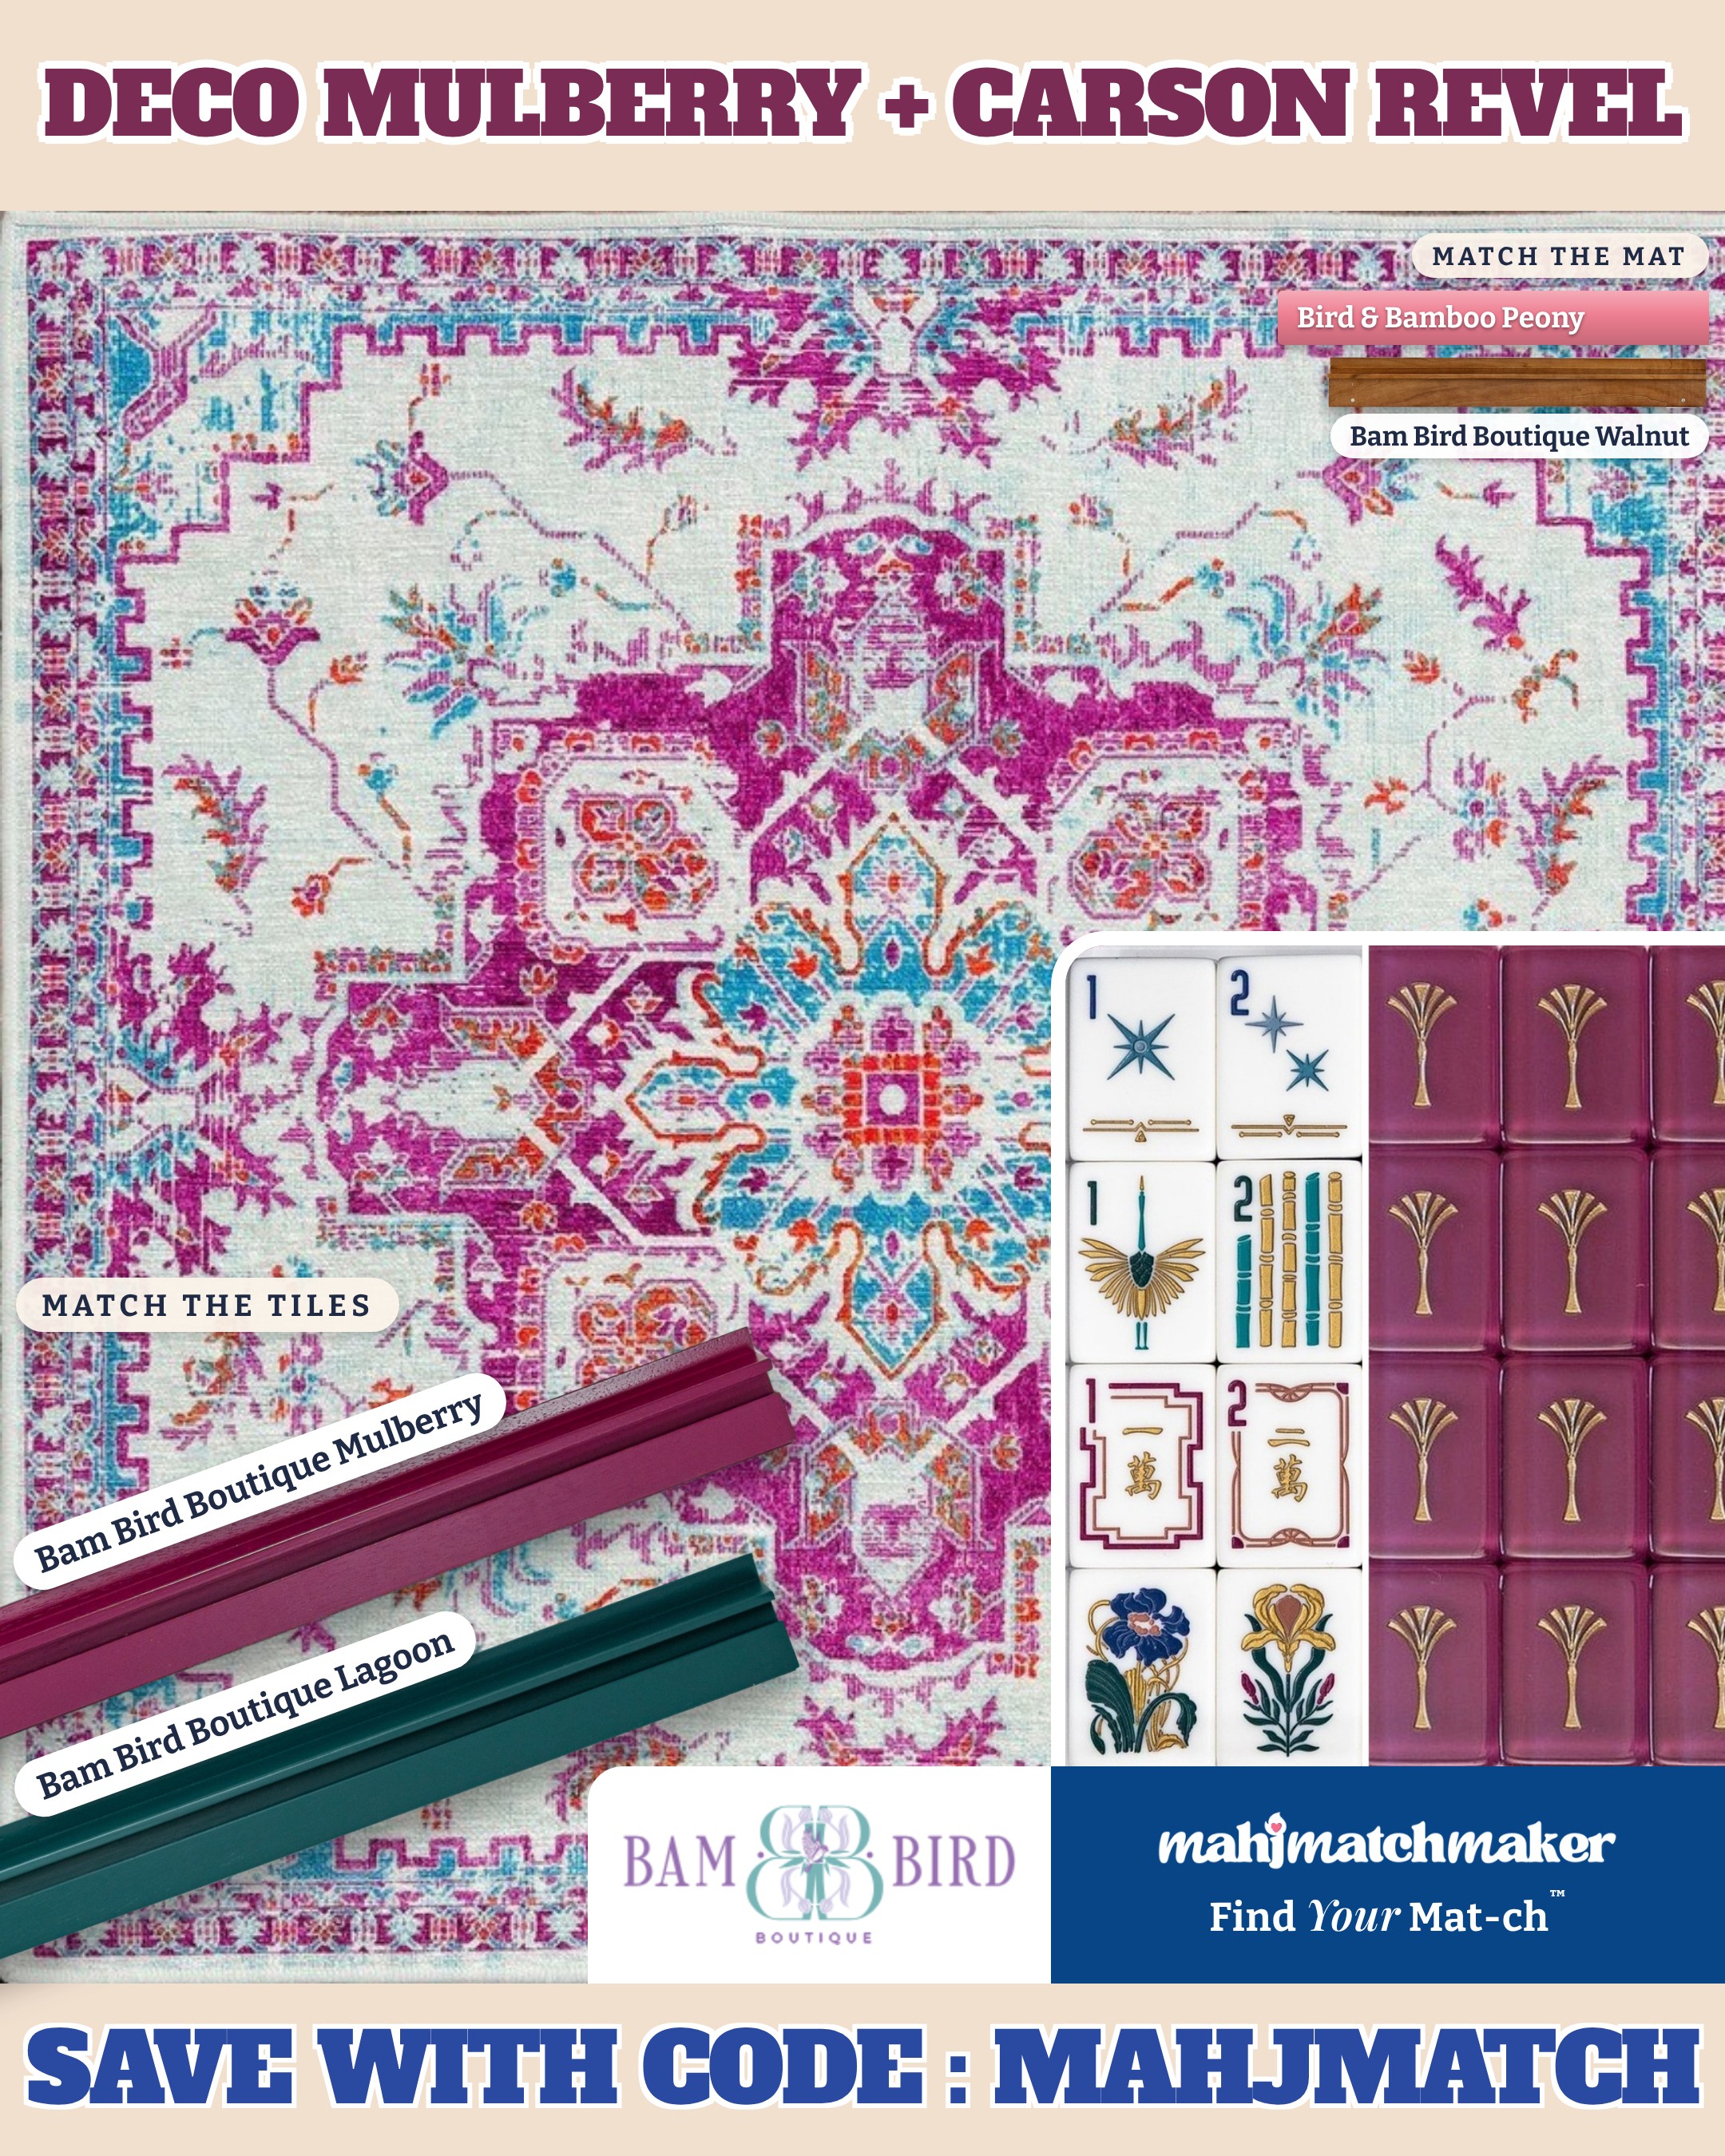 DECO MULBERRY + CARSON REVEL
MATCH THE MAT
Bird & Bamboo Peony
Bam Bird Boutique Walnut
1 2
1 2
MATCH THE TILES
1 2
一 二
萬 萬
Bam Bird Boutique Mulberry
Bam Bird Boutique Lagoon
BAM BIRD
BOUTIQUE
mahjmatchmaker
Find Your Mat-ch™
SAVE WITH CODE : MAHJMATCH